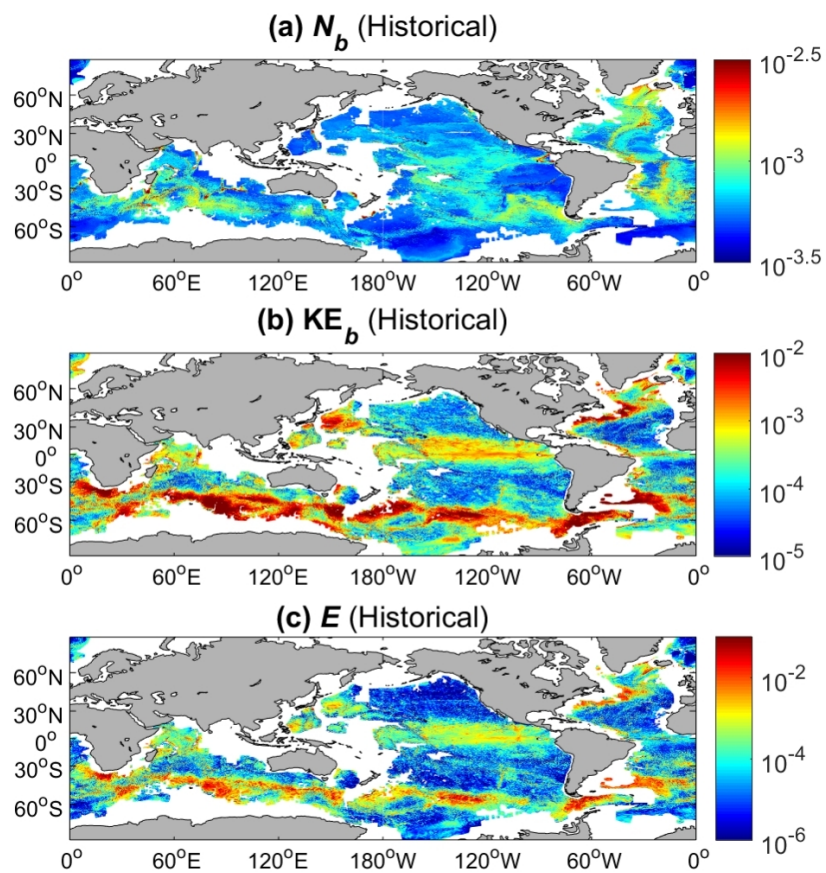 (a) N_b (Historical)
10^-2.5
60°N
30°N
10^-3
0°
30°S
60°S
10^-3.5
0° 60°E 120°E 180°W 120°W 60°W 0°
(b) KE_b (Historical)
10^-2
60°N
10^-3
30°N
0°
10^-4
30°S
60°S
10^-5
0° 60°E 120°E 180°W 120°W 60°W 0°
(c) E (Historical)
60°N
10^-2
30°N
0°
10^-4
30°S
60°S
10^-6
0° 60°E 120°E 180°W 120°W 60°W 0°